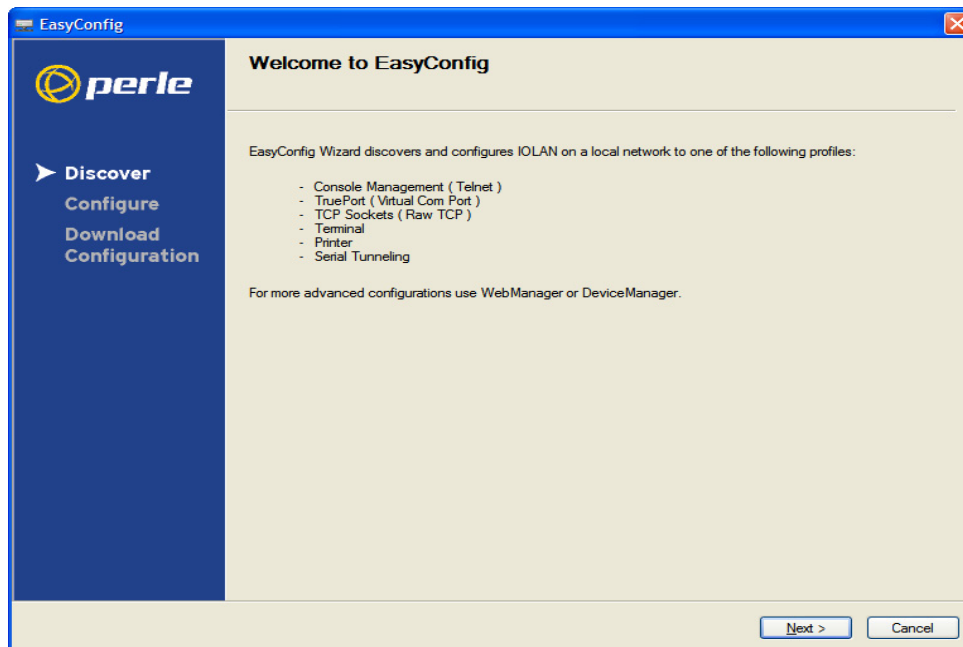 EasyConfig
perle
Discover
Configure
Download
Configuration
Welcome to EasyConfig
EasyConfig Wizard discovers and configures IOLAN on a local network to one of the following profiles:
- Console Management ( Telnet )
- TruePort ( Virtual Com Port )
- TCP Sockets ( Raw TCP )
- Terminal
- Printer
- Serial Tunneling
For more advanced configurations use WebManager or DeviceManager.
Next >
Cancel